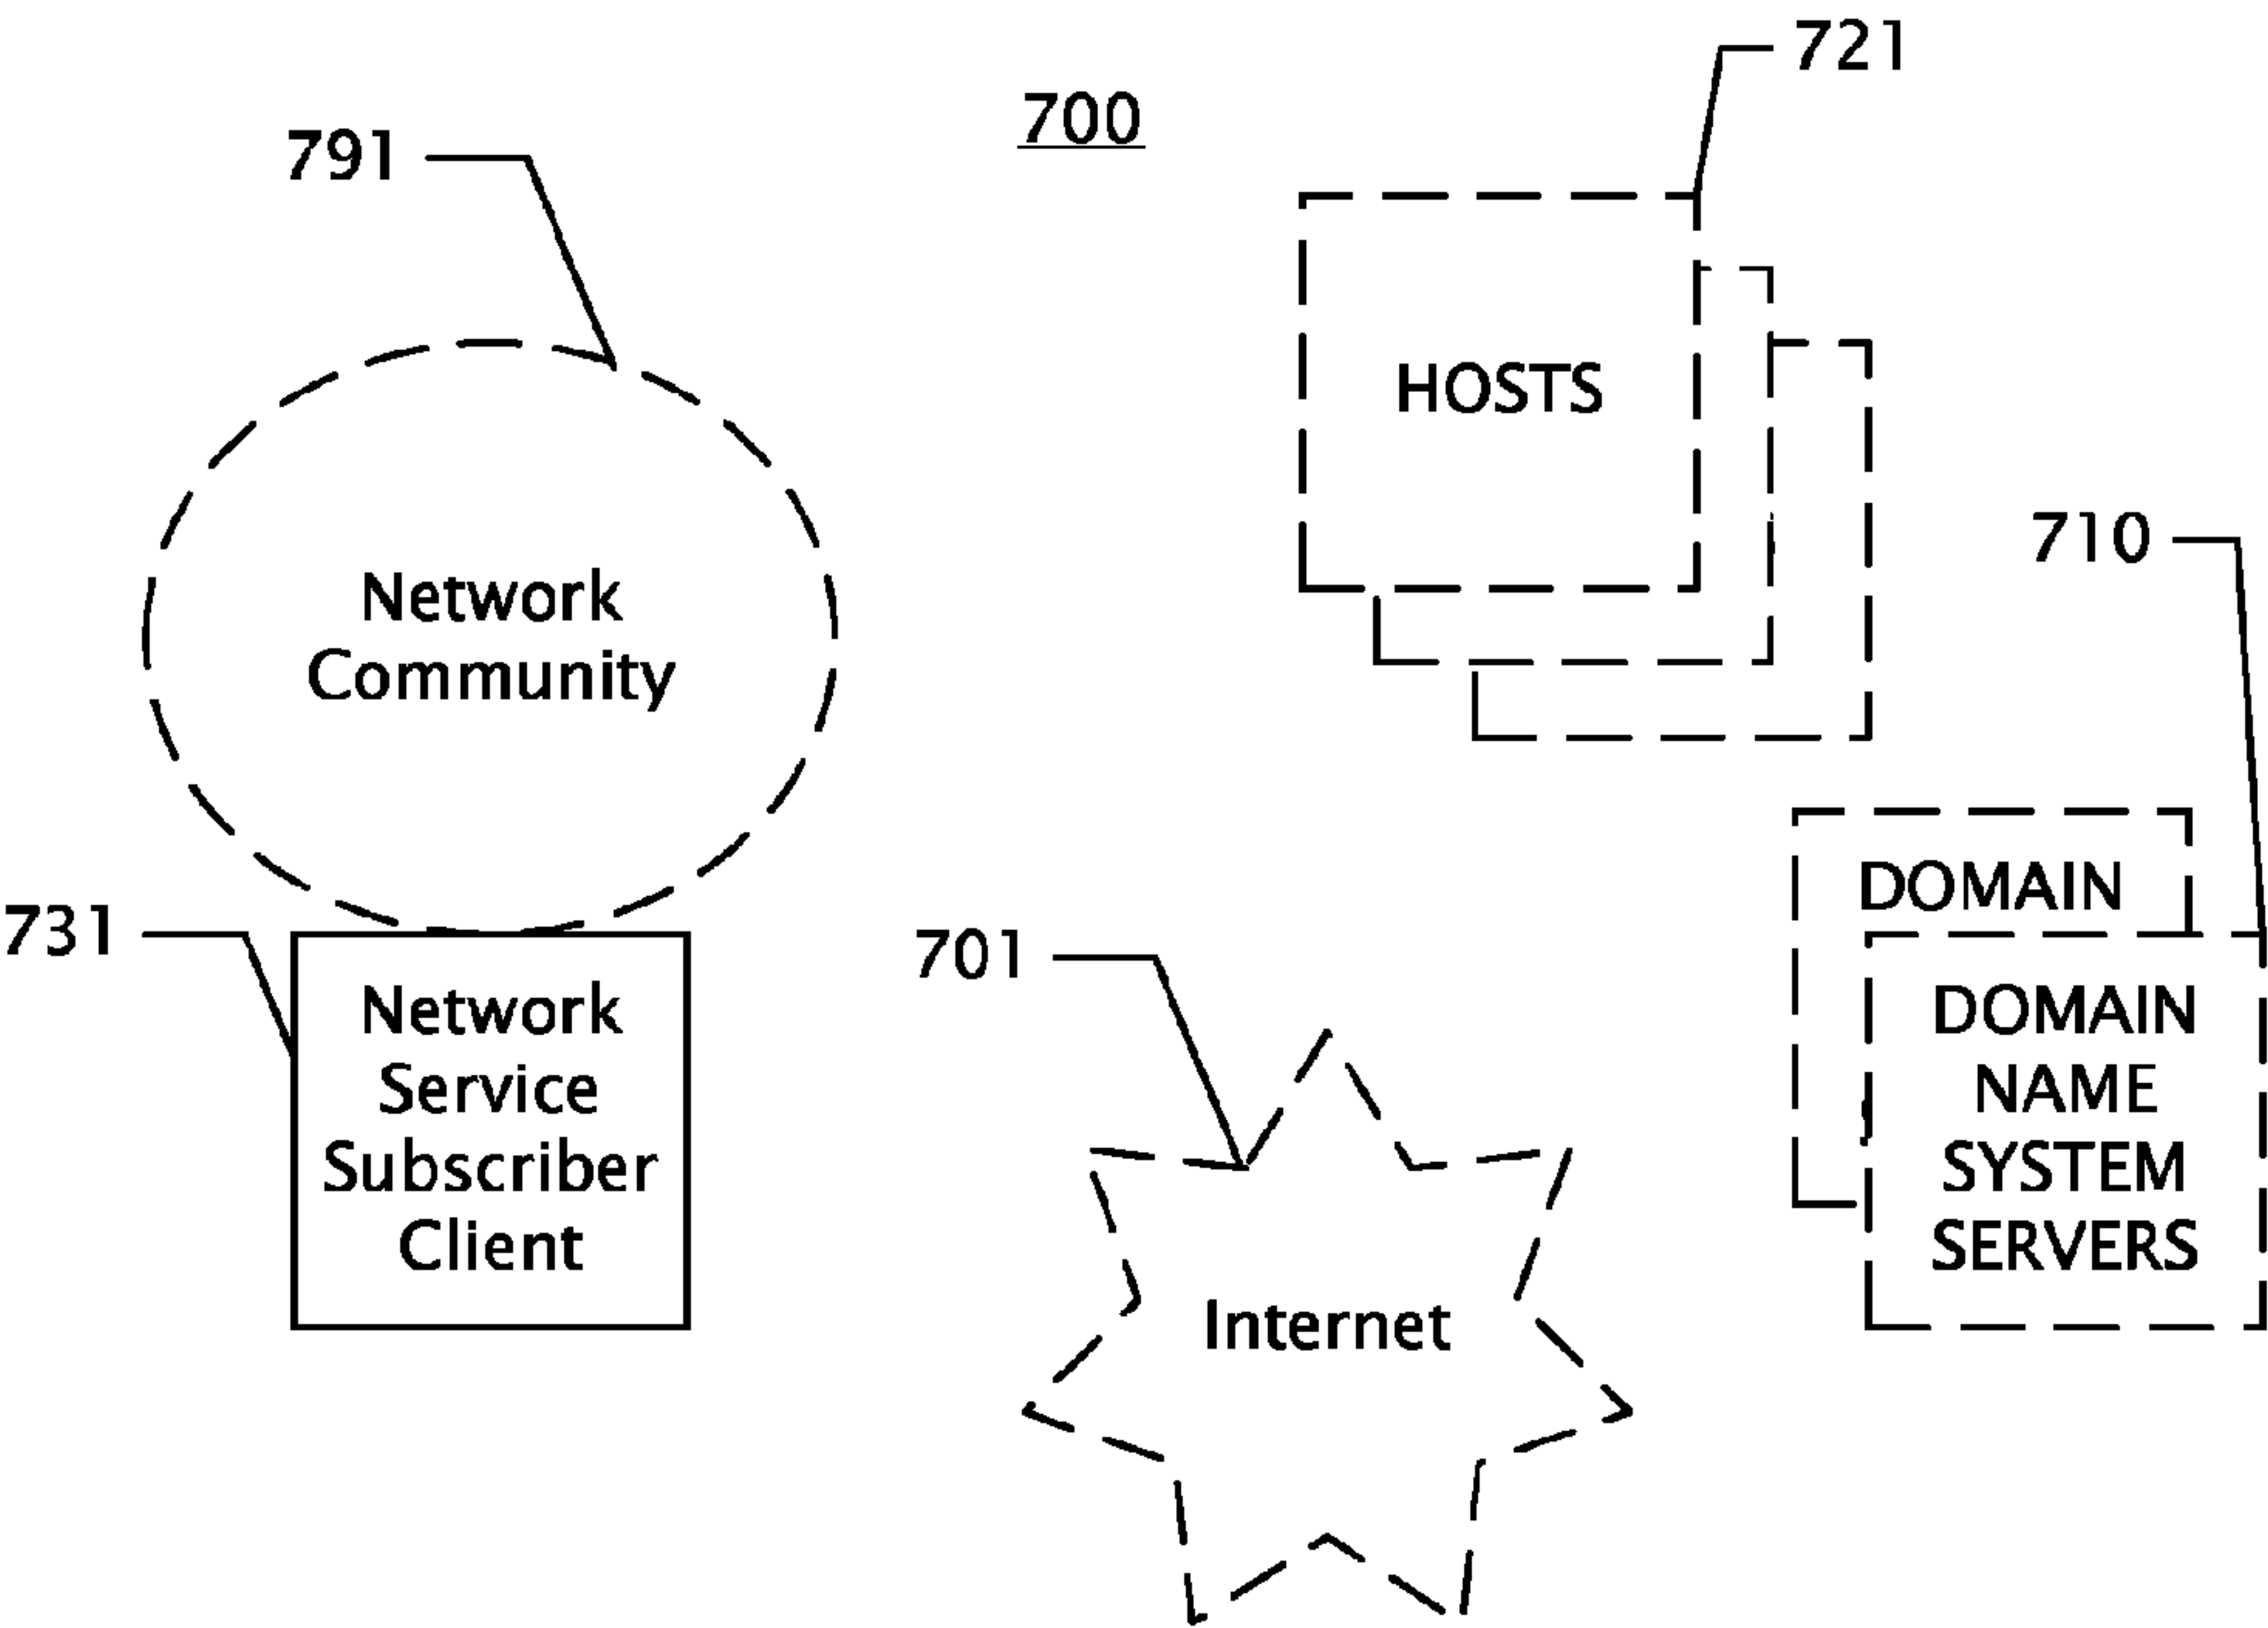 721
700
791
HOSTS
710
Network
Community
DOMAIN
731
Network
Service
Subscriber
Client
701
DOMAIN
NAME
SYSTEM
SERVERS
Internet